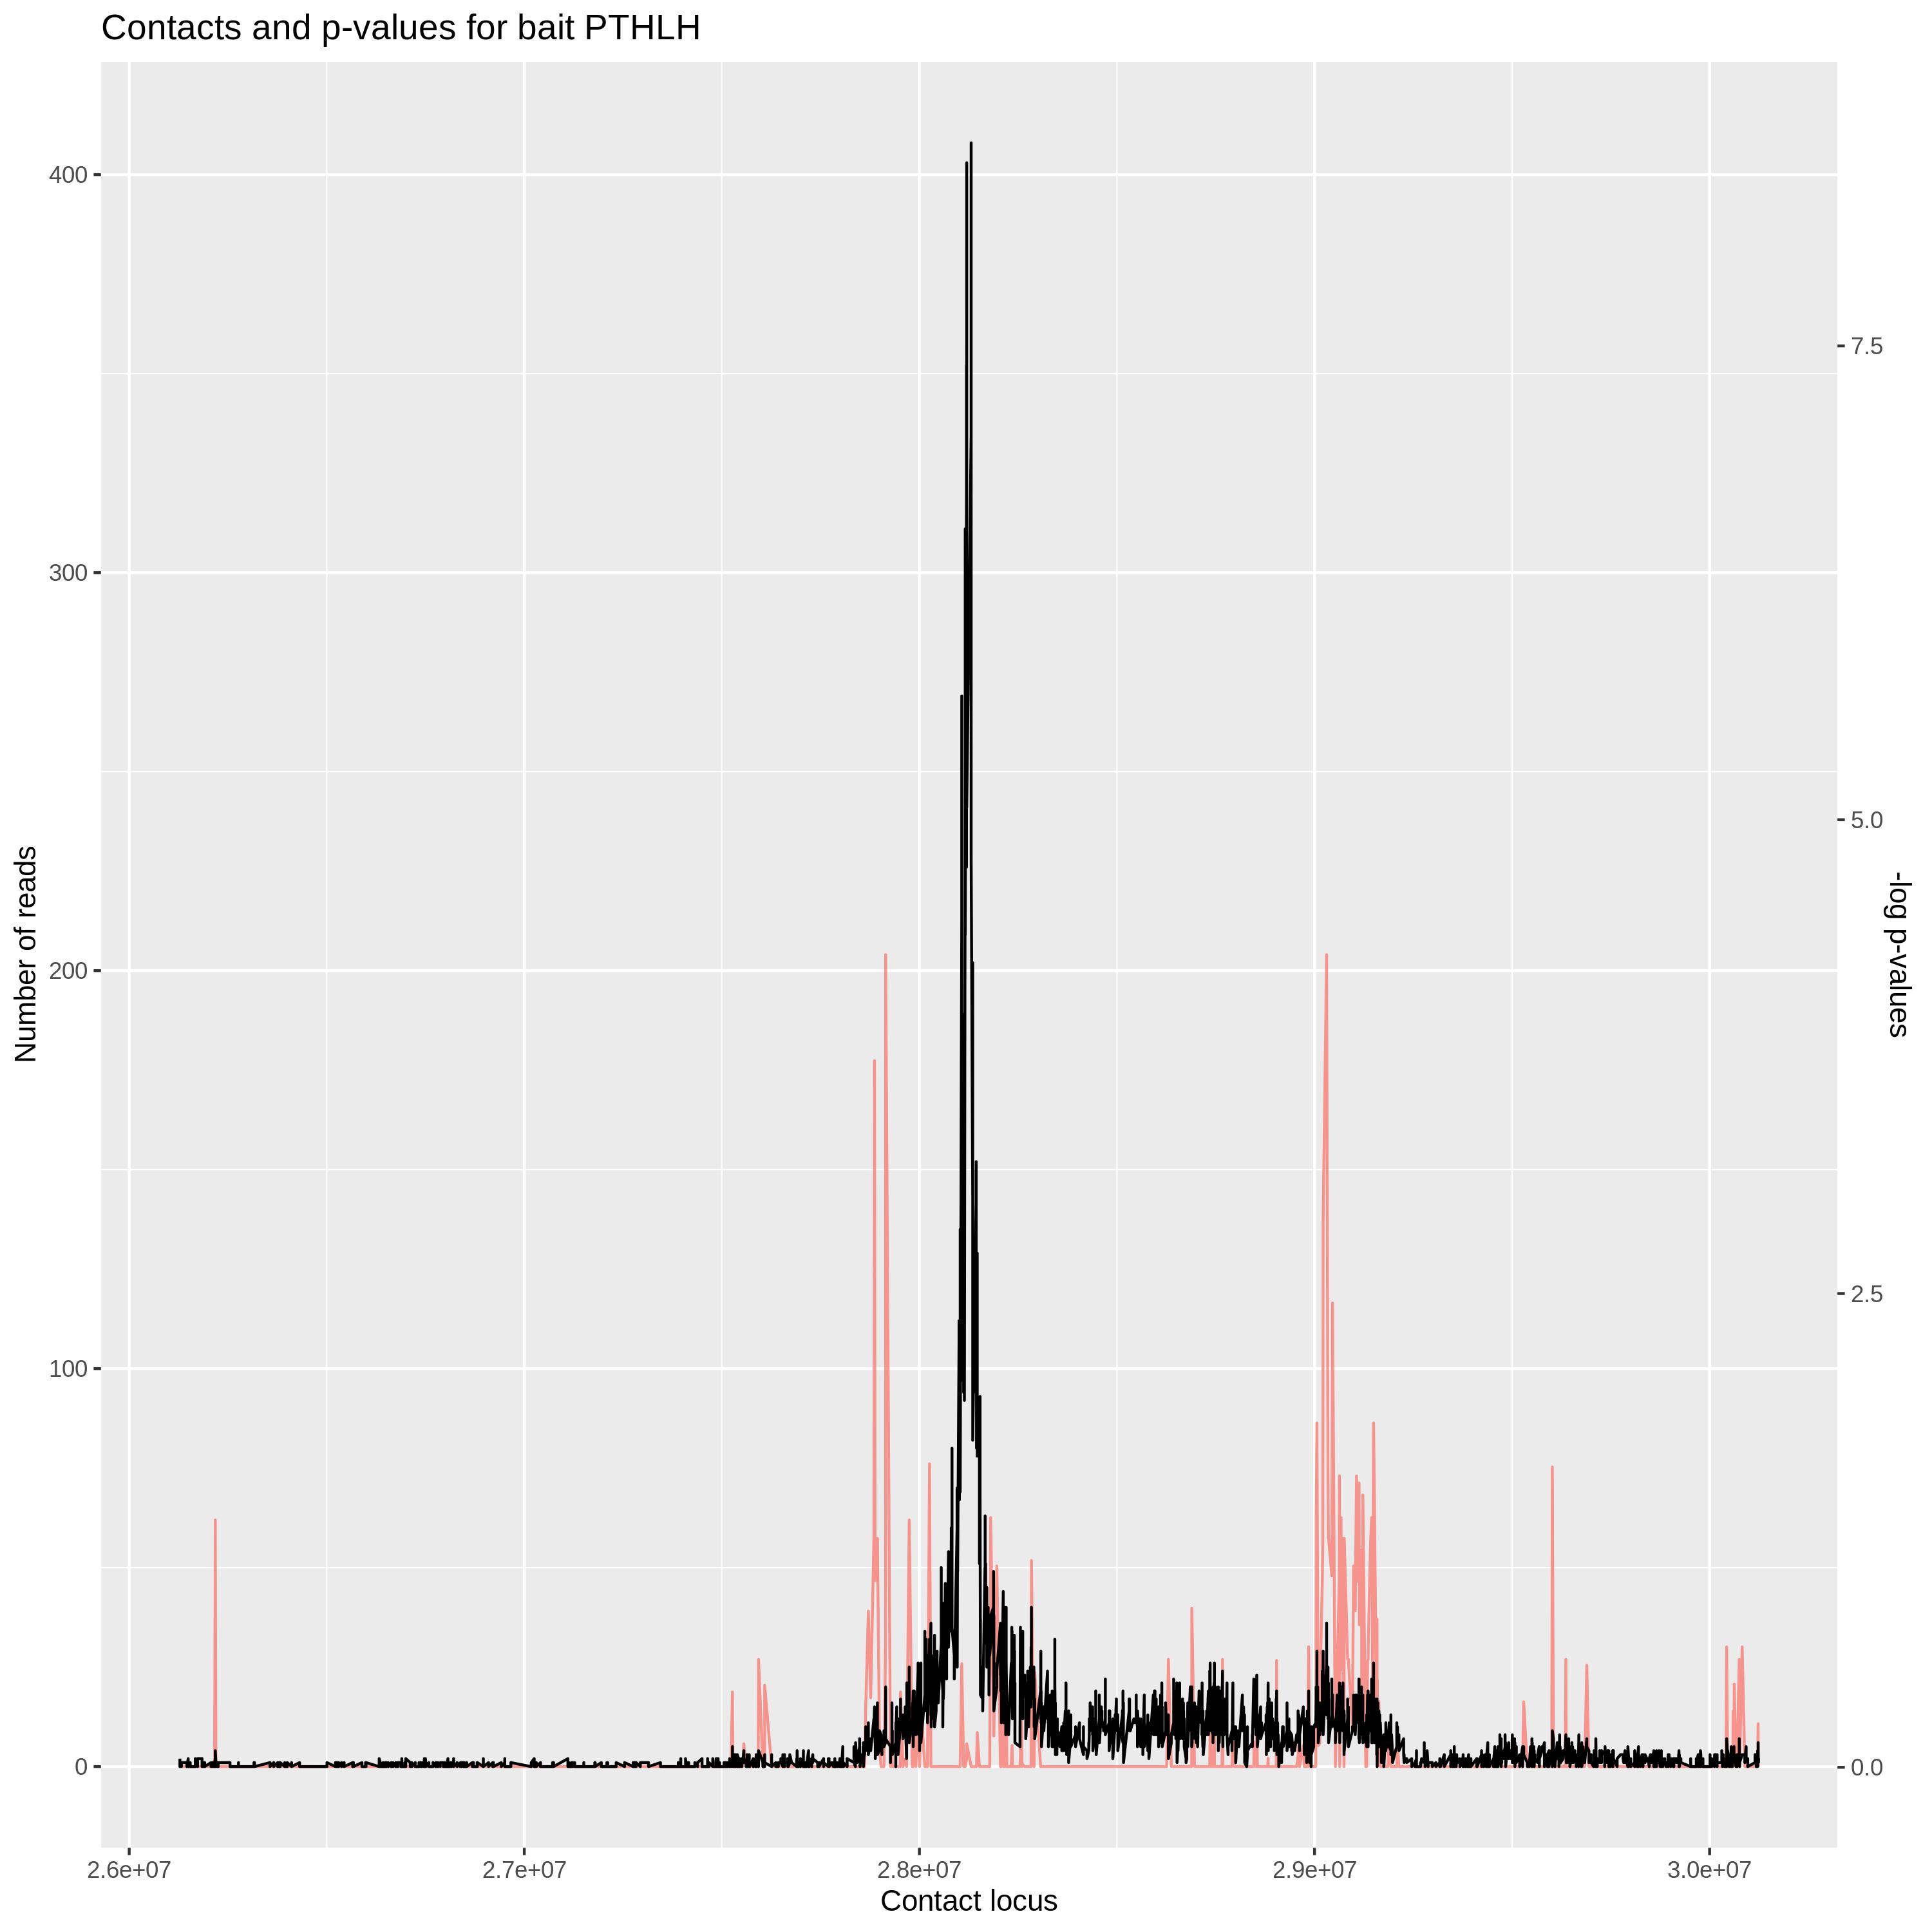 Contacts and p-values for bait PTHLH
400
300
200
100
0
Number of reads
7.5
5.0
2.5
0.0
-log p-values
2.6e+07 2.7e+07 2.8e+07 2.9e+07 3.0e+07
Contact locus